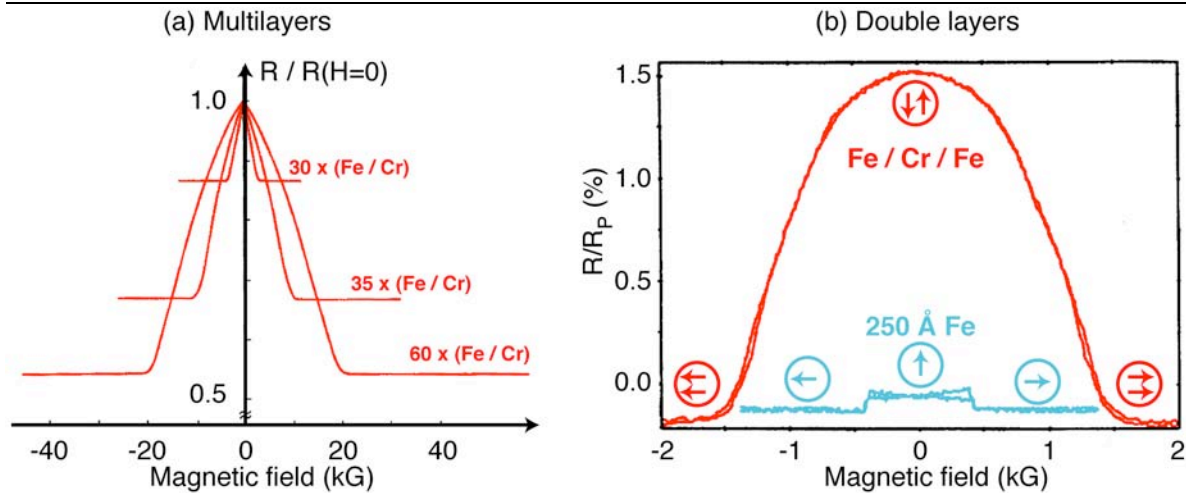 (a) Multilayers
R / R(H=0)
1.0
30 x (Fe / Cr)
35 x (Fe / Cr)
60 x (Fe / Cr)
0.5
-40 -20 0 20 40
Magnetic field (kG)
(b) Double layers
1.5
Fe / Cr / Fe
1.0
R/RP (%)
0.5
250 Å Fe
0.0
-2 -1 0 1 2
Magnetic field (kG)